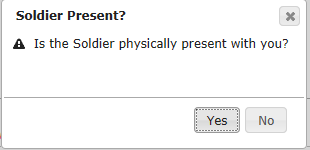 Soldier Present?
Is the Soldier physically present with you?
Yes No